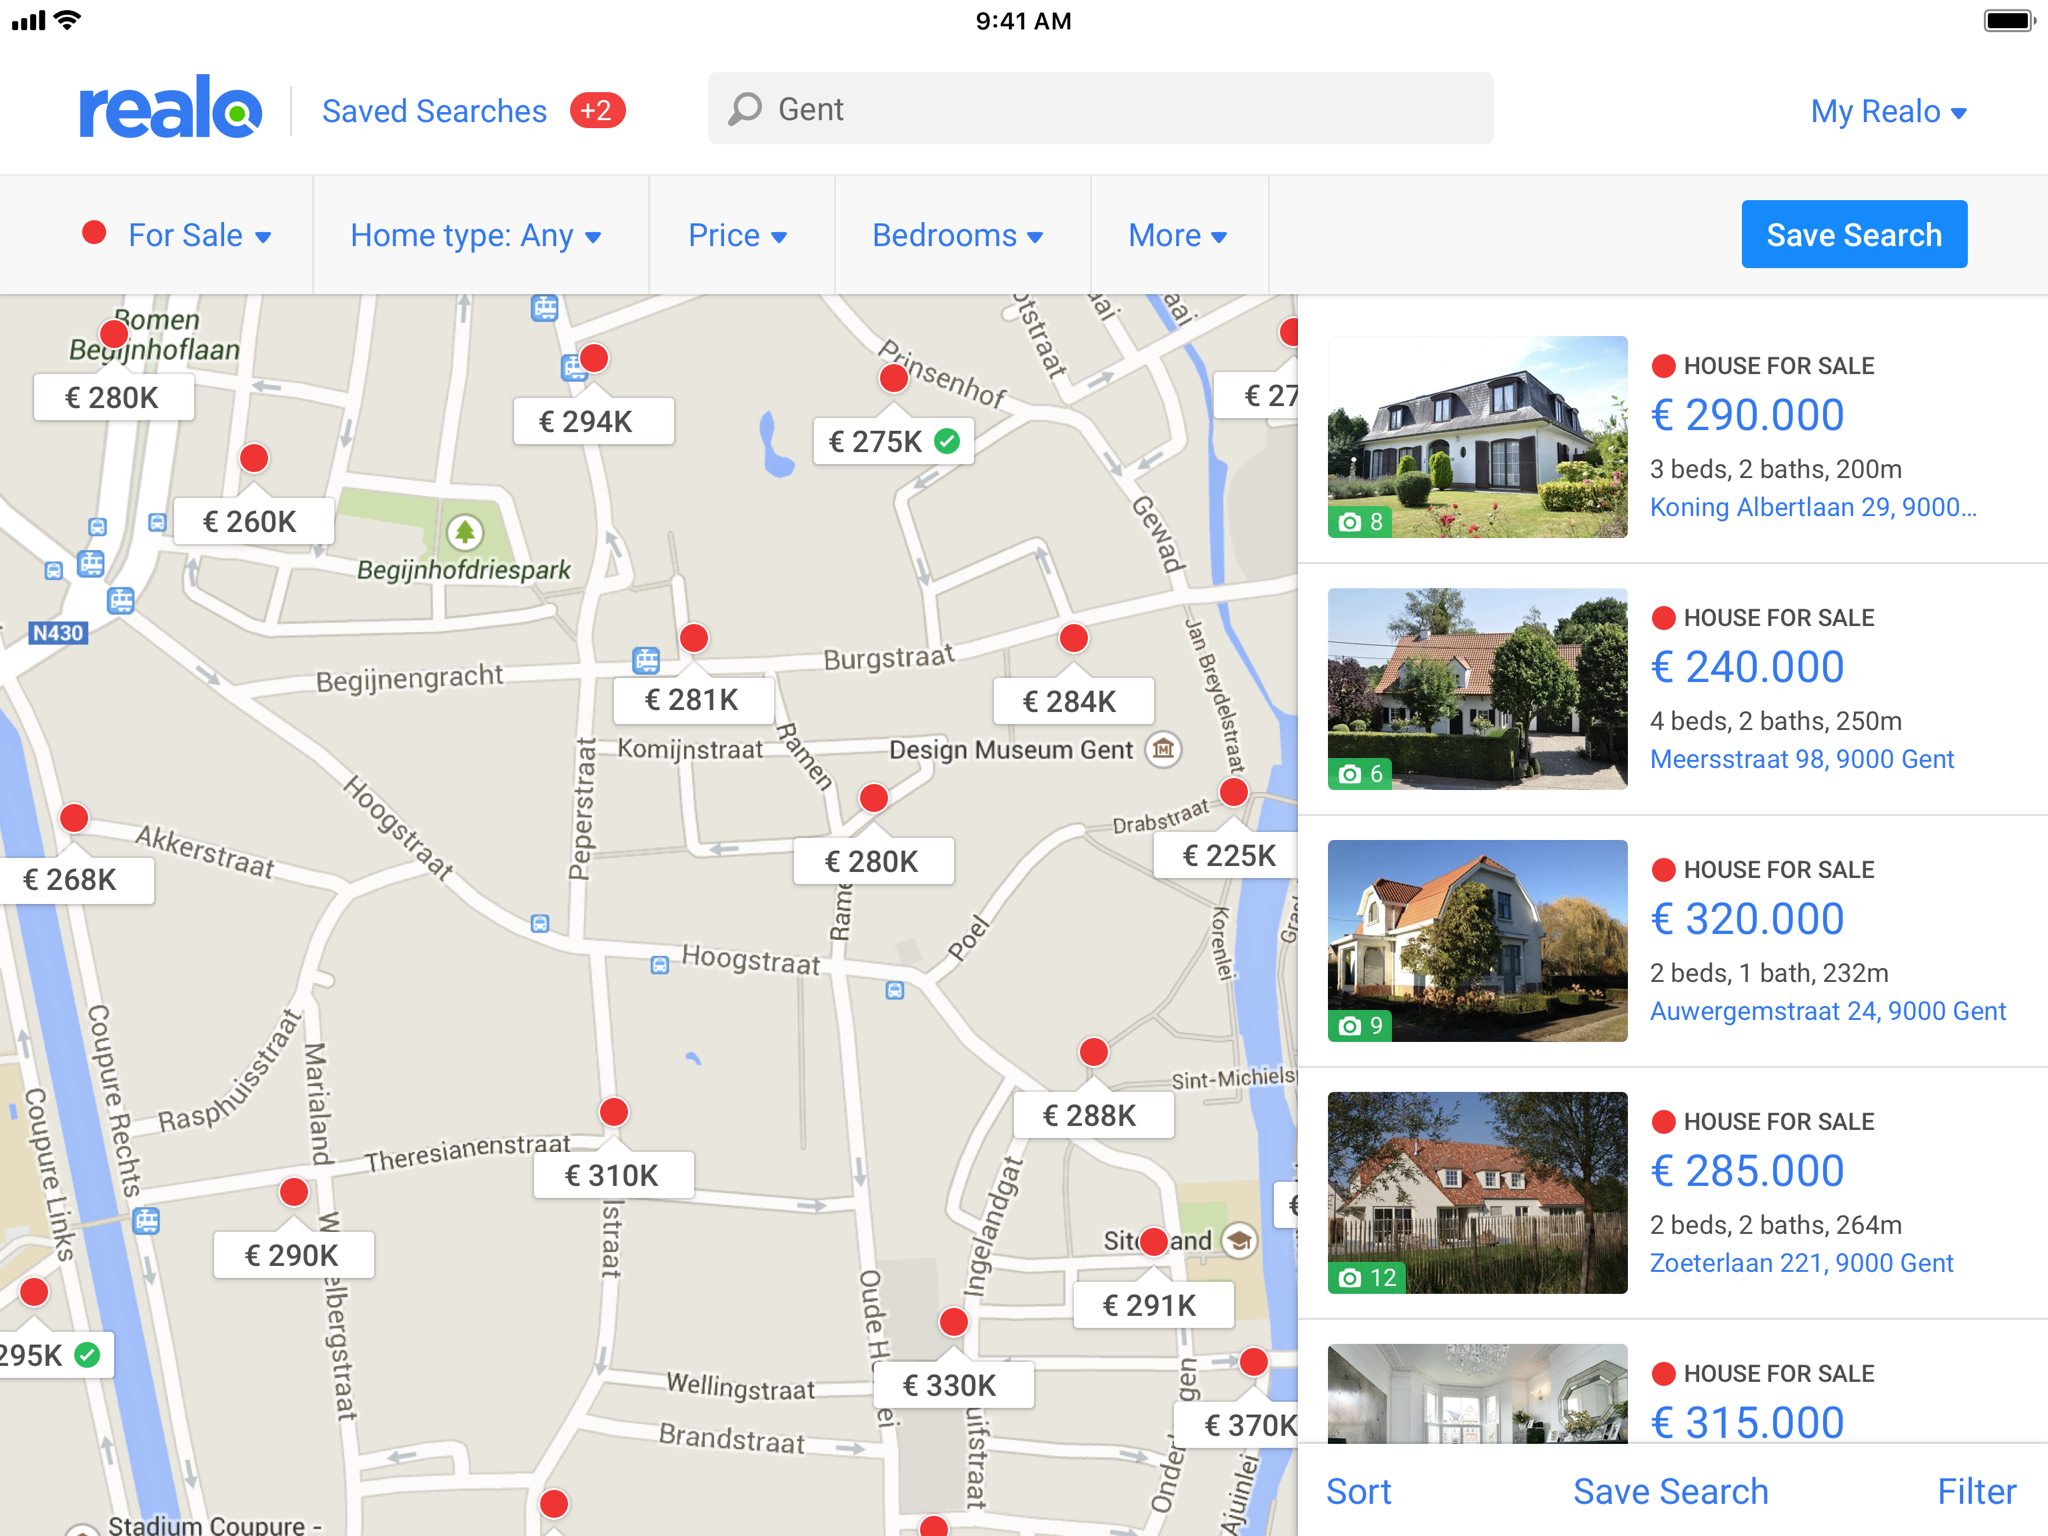 9:41 AM
realo
Saved Searches +2
Gent
My Realo
For Sale
Home type: Any
Price
Bedrooms
More
Save Search
Bomen
Begijnhoflaan
€ 280K
€ 294K
Prinsenhof
€ 275K
€ 27
€ 260K
Begijnhofdriespark
Gewad
N430
Begijnengracht
Burgstraat
€ 281K
€ 284K
Jan Breydelstraat
Komijnstraat
Ramen
Design Museum Gent
Peperstraat
Hoogstraat
Akkerstraat
€ 268K
€ 280K
Drabstraat
€ 225K
Poel
Korenlei
Hoogstraat
Coupure Rechts
Coupure Links
Rasphuisstraat
Marialand
Sint-Michiels
€ 288K
Theresianenstraat
€ 310K
€ 290K
Ingelandgat
€ 291K
295K
€ 330K
€ 370K
Wellingstraat
Brandstraat
Ajuinlei
Stadium Coupure -
HOUSE FOR SALE
€ 290.000
3 beds, 2 baths, 200m
Koning Albertlaan 29, 9000...
8
HOUSE FOR SALE
€ 240.000
4 beds, 2 baths, 250m
Meersstraat 98, 9000 Gent
6
HOUSE FOR SALE
€ 320.000
2 beds, 1 bath, 232m
Auwergemstraat 24, 9000 Gent
9
HOUSE FOR SALE
€ 285.000
2 beds, 2 baths, 264m
Zoeterlaan 221, 9000 Gent
12
HOUSE FOR SALE
€ 315.000
Sort
Save Search
Filter